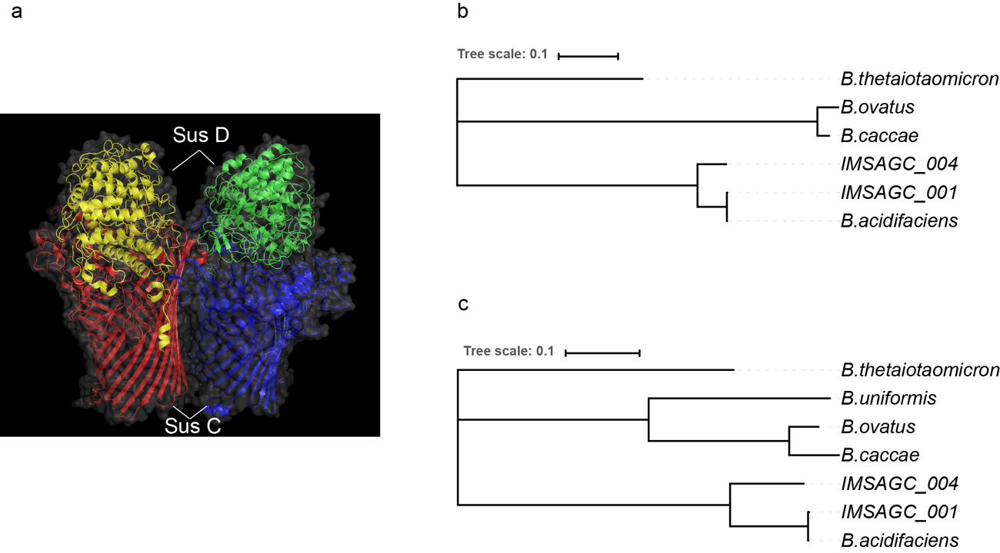 a
Sus D
Sus C
b
Tree scale: 0.1
B.thetaiotaomicron
B.ovatus
B.caccae
IMSAGC_004
IMSAGC_001
B.acidifaciens
c
Tree scale: 0.1
B.thetaiotaomicron
B.uniformis
B.ovatus
B.caccae
IMSAGC_004
IMSAGC_001
B.acidifaciens